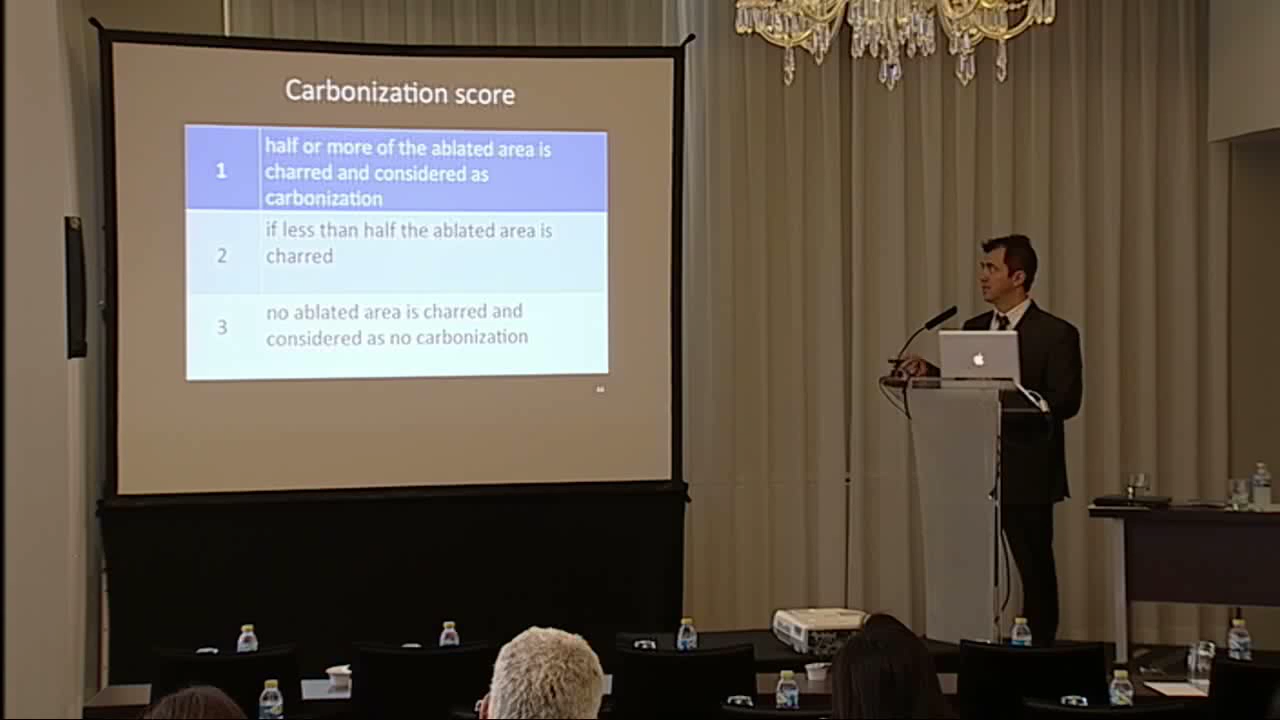 Carbonization score
1
half or more of the ablated area is
charred and considered as
carbonization
2
if less than half the ablated area is
charred
3
no ablated area is charred and
considered as no carbonization